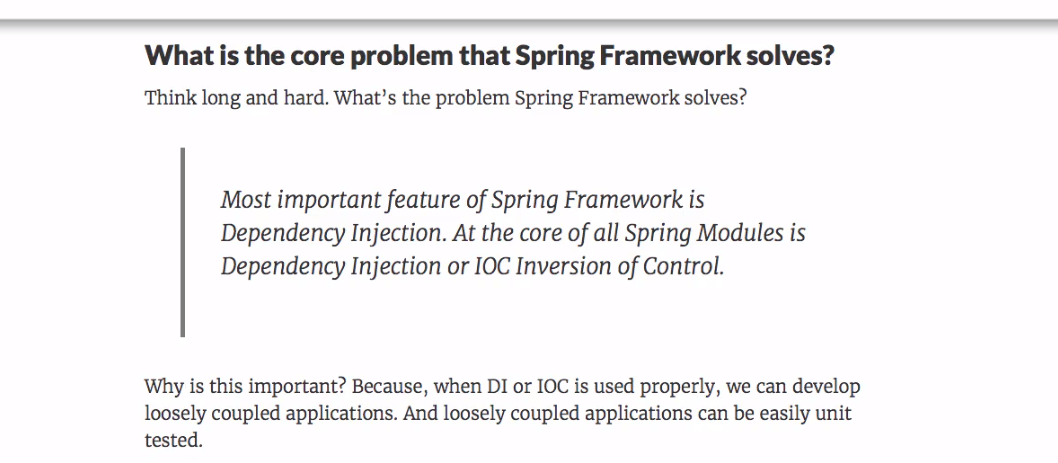 What is the core problem that Spring Framework solves?
Think long and hard. What's the problem Spring Framework solves?
Most important feature of Spring Framework is
Dependency Injection. At the core of all Spring Modules is
Dependency Injection or IOC Inversion of Control.
Why is this important? Because, when DI or IOC is used properly, we can develop
loosely coupled applications. And loosely coupled applications can be easily unit
tested.